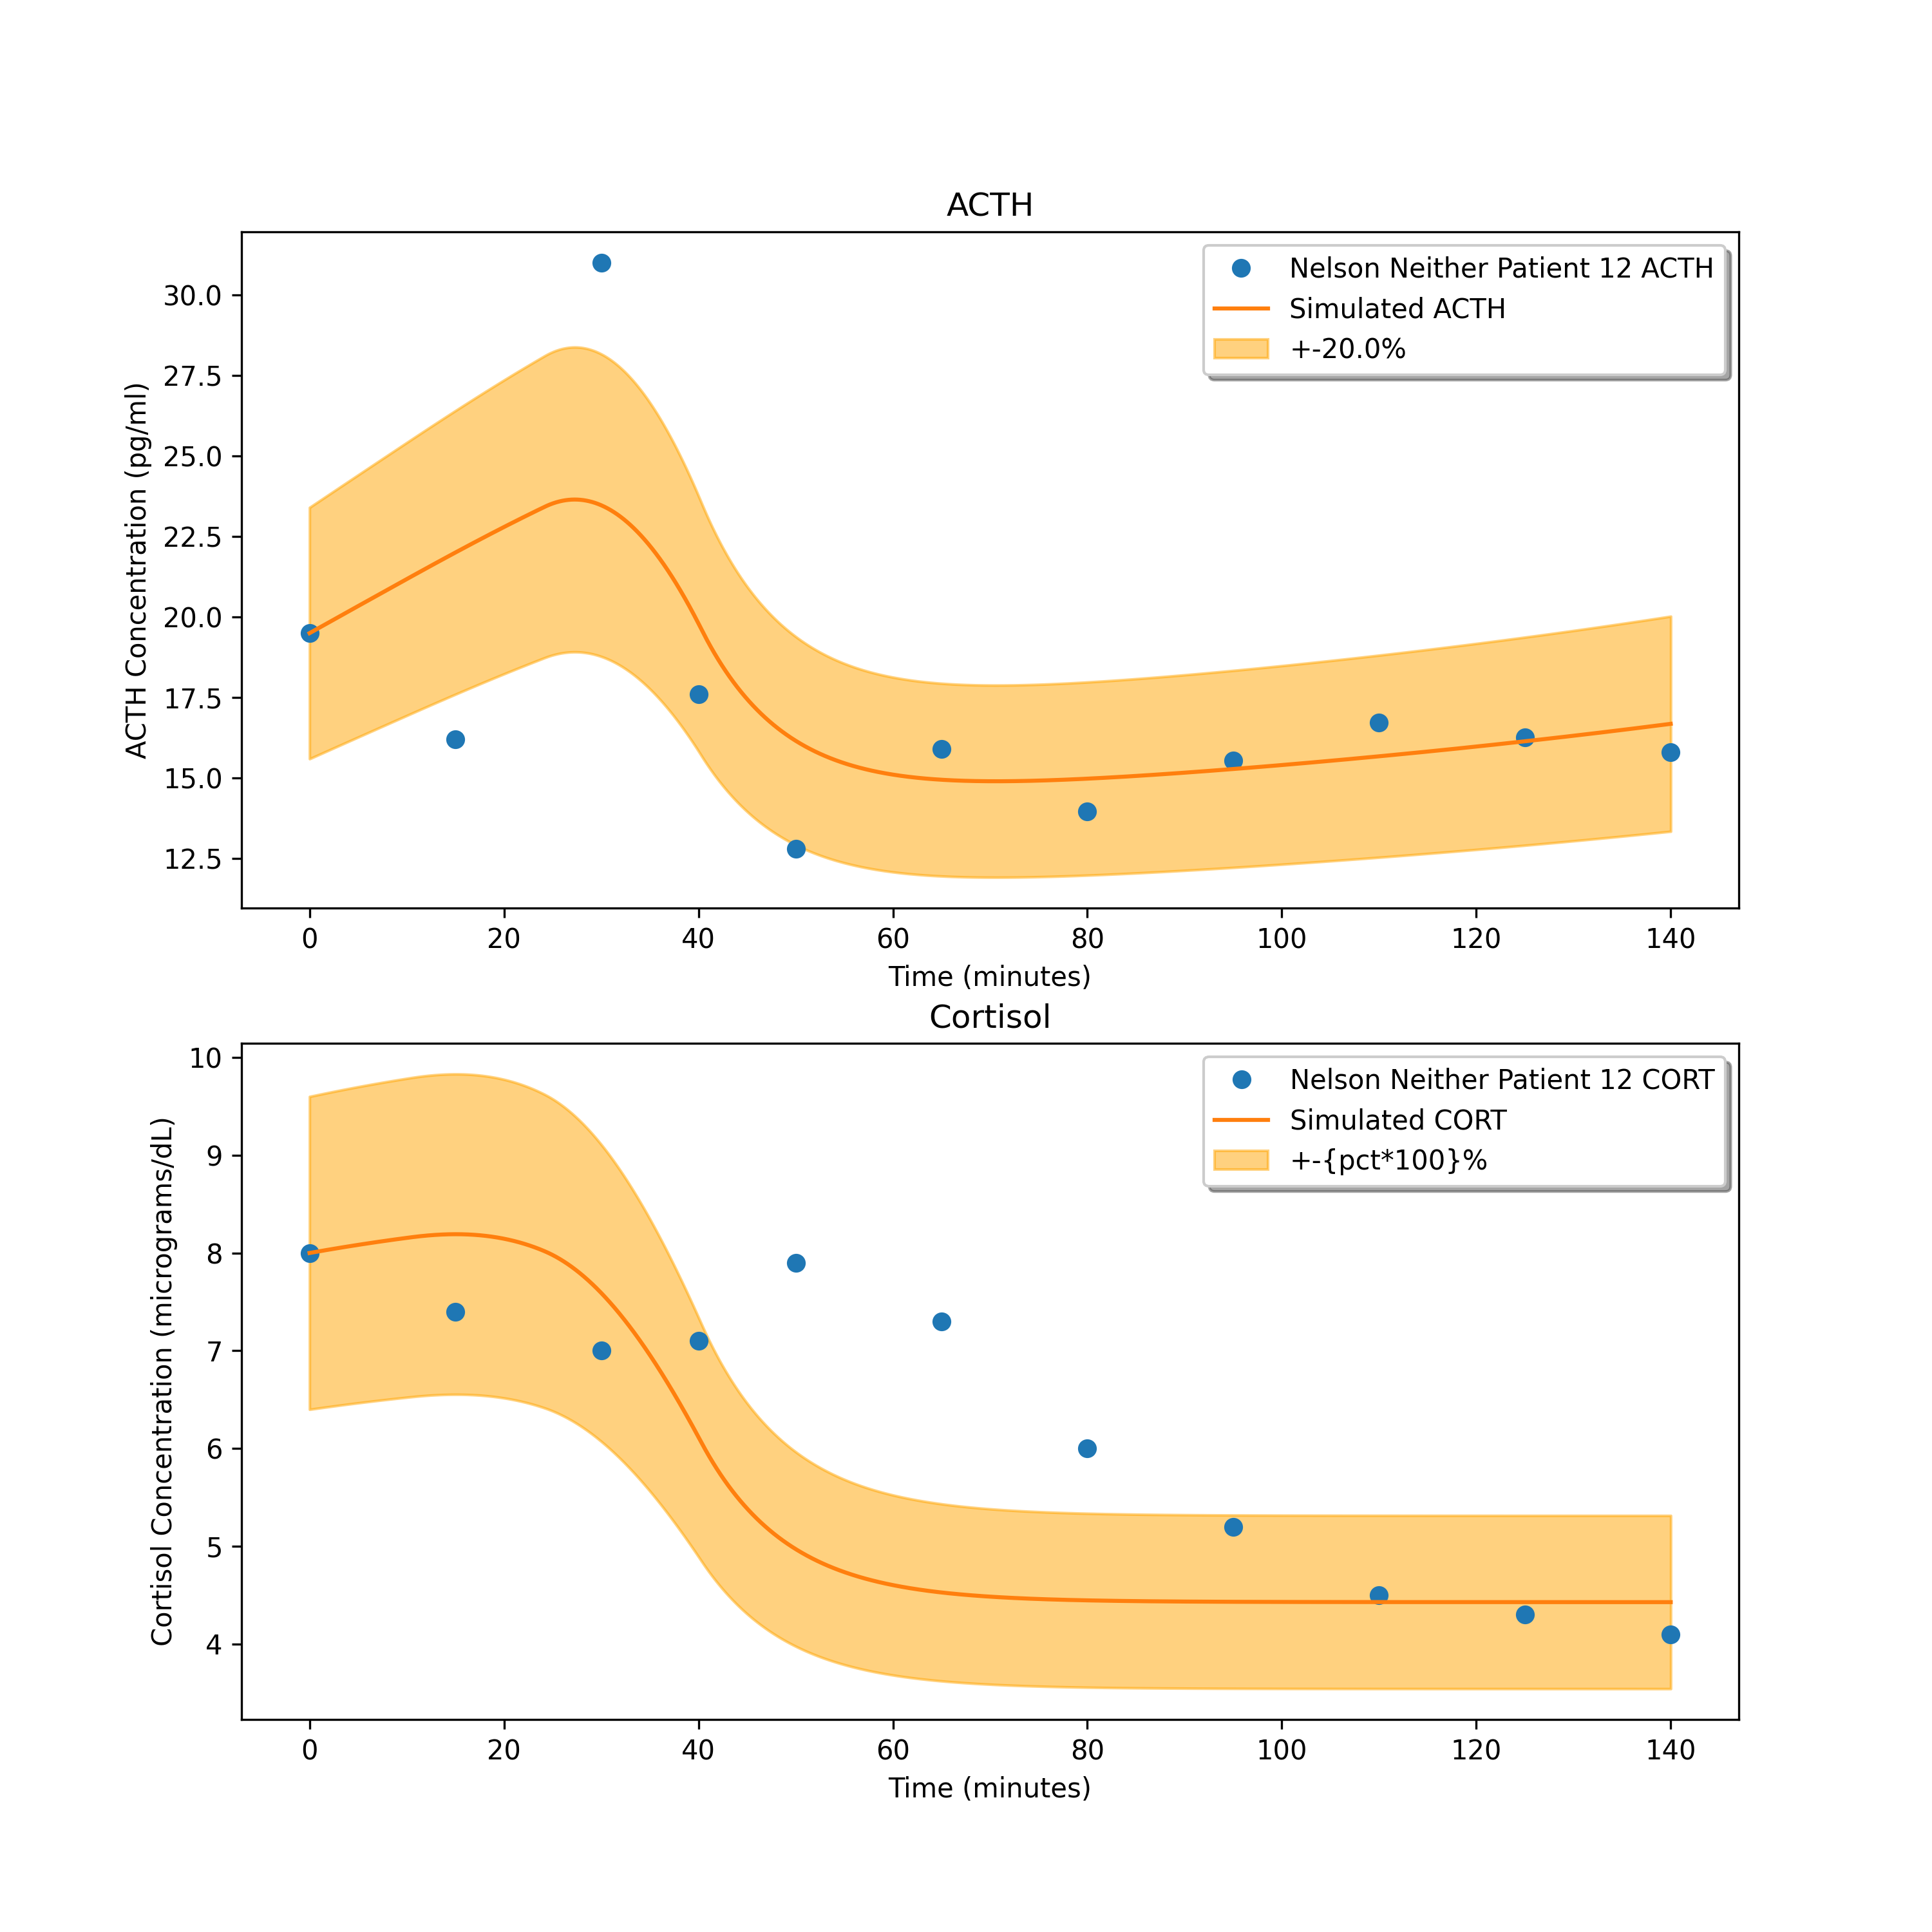 ACTH
ACTH Concentration (pg/ml)
30.0
27.5
25.0
22.5
20.0
17.5
15.0
12.5
Nelson Neither Patient 12 ACTH
Simulated ACTH
+-20.0%
0 20 40 60 80 100 120 140
Time (minutes)
Cortisol
Cortisol Concentration (micrograms/dL)
10
9
8
7
6
5
4
Nelson Neither Patient 12 CORT
Simulated CORT
+-{pct*100}%
0 20 40 60 80 100 120 140
Time (minutes)